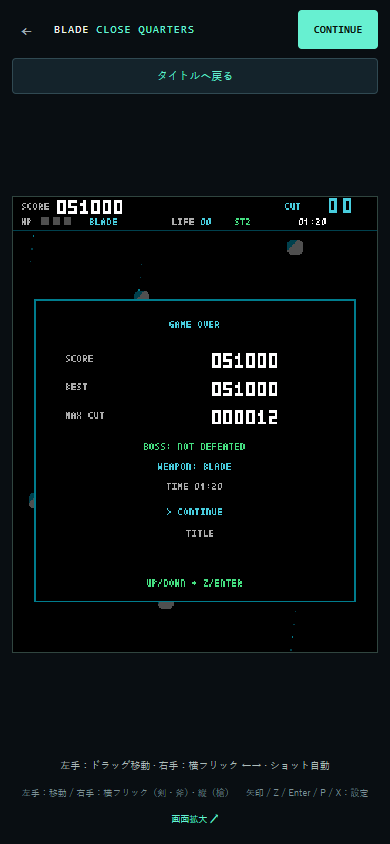 ← BLADE CLOSE QUARTERS CONTINUE
タイトルへ戻る
SCORE 051000 CUT 00
HP BLADE LIFE 00 ST2 01:20
GAME OVER
SCORE 051000
BEST 051000
MAX CUT 000012
BOSS: NOT DEFEATED
WEAPON: BLADE
TIME 01:20
> CONTINUE
TITLE
UP/DOWN + Z/ENTER
左手：ドラッグ移動 · 右手：横フリック ←→ · ショット自動
左手：移動 / 右手：横フリック（剣・斧）・縦（槍） 矢印 / Z / Enter / P / X：設定
画面拡大 ⤢